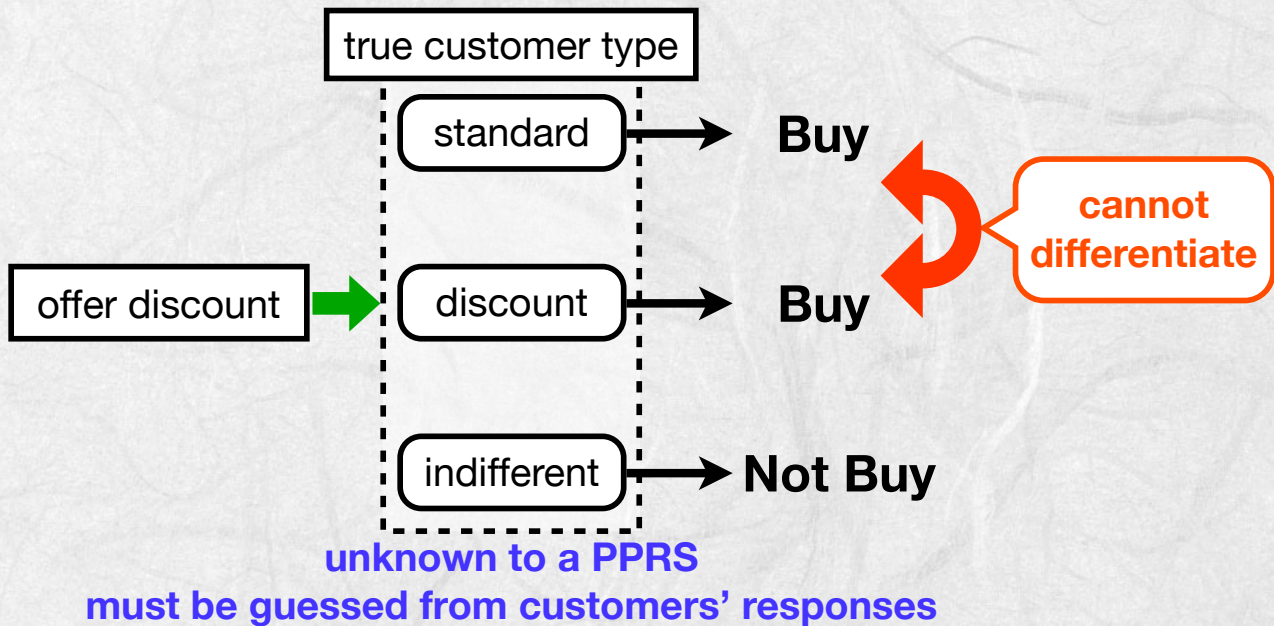 true customer type
standard
Buy
cannot
differentiate
offer discount
discount
Buy
indifferent
Not Buy
unknown to a PPRS
must be guessed from customers’ responses